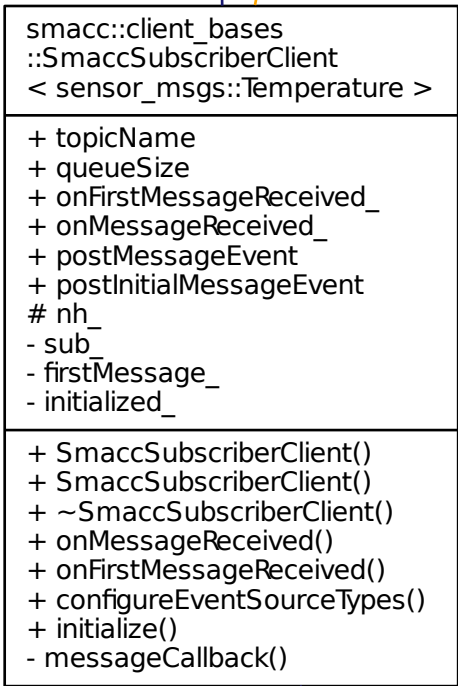 smacc::client_bases
::SmaccSubscriberClient
< sensor_msgs::Temperature >
+ topicName
+ queueSize
+ onFirstMessageReceived_
+ onMessageReceived_
+ postMessageEvent
+ postInitialMessageEvent
# nh_
- sub_
- firstMessage_
- initialized_
+ SmaccSubscriberClient()
+ SmaccSubscriberClient()
+ ~SmaccSubscriberClient()
+ onMessageReceived()
+ onFirstMessageReceived()
+ configureEventSourceTypes()
+ initialize()
- messageCallback()